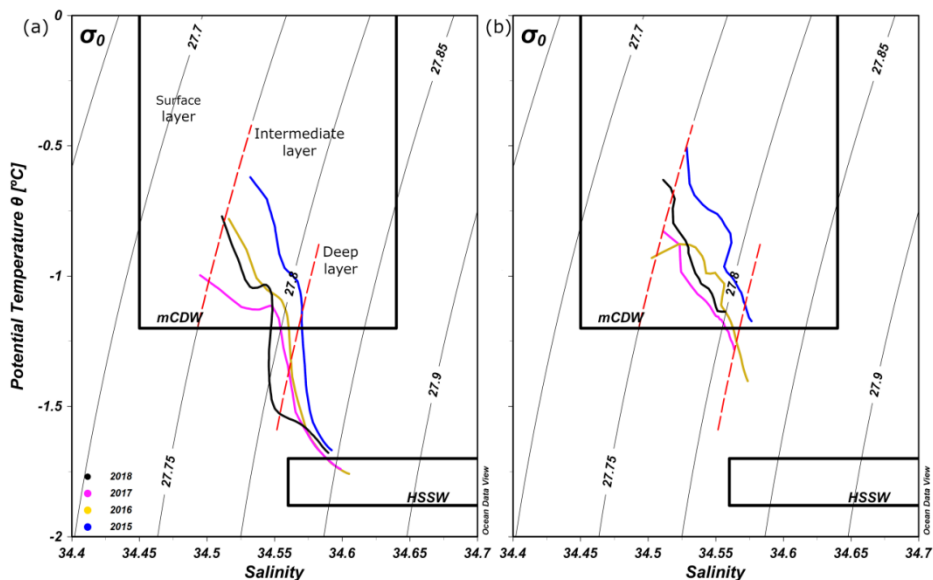 (a)
σ₀
27.7
27.85
Surface
layer
Intermediate
layer
Deep
layer
27.8
mCDW
27.9
27.75
HSSW
2018
2017
2016
2015
Ocean Data View
0
-0.5
-1
-1.5
-2
Potential Temperature θ [°C]
34.4
34.45
34.5
34.55
34.6
34.65
34.7
Salinity
(b)
σ₀
27.7
27.85
27.8
mCDW
27.9
27.75
HSSW
Ocean Data View
34.4
34.45
34.5
34.55
34.6
34.65
34.7
Salinity